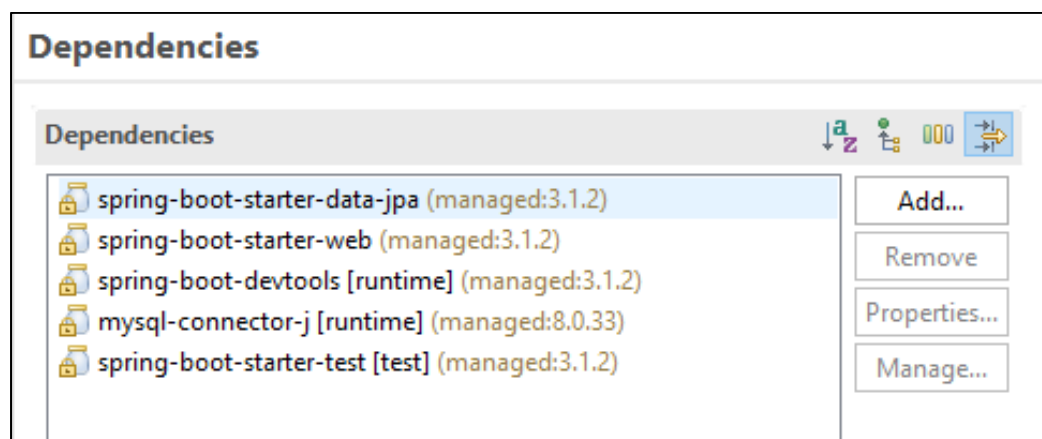 Dependencies
Dependencies
a
z
spring-boot-starter-data-jpa (managed:3.1.2)
spring-boot-starter-web (managed:3.1.2)
spring-boot-devtools [runtime] (managed:3.1.2)
mysql-connector-j [runtime] (managed:8.0.33)
spring-boot-starter-test [test] (managed:3.1.2)
Add...
Remove
Properties...
Manage...